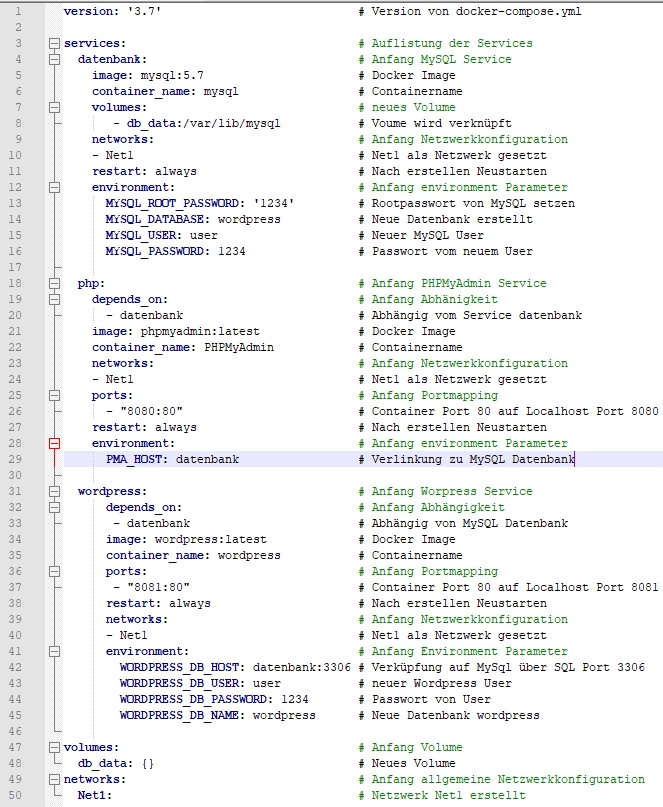 1 version: '3.7' # Version von docker-compose.yml
2
3 services: # Auflistung der Services
4 datenbank: # Anfang MySQL Service
5 image: mysql:5.7 # Docker Image
6 container_name: mysql # Containername
7 volumes: # neues Volume
8 - db_data:/var/lib/mysql # Voume wird verknüpft
9 networks: # Anfang Netzwerkkonfiguration
10 - Net1 # Net1 als Netzwerk gesetzt
11 restart: always # Nach erstellen Neustarten
12 environment: # Anfang environment Parameter
13 MYSQL_ROOT_PASSWORD: '1234' # Rootpasswort von MySQL setzen
14 MYSQL_DATABASE: wordpress # Neue Datenbank erstellt
15 MYSQL_USER: user # Neuer MySQL User
16 MYSQL_PASSWORD: 1234 # Passwort vom neuem User
17
18 php: # Anfang PHPMyAdmin Service
19 depends_on: # Anfang Abhänigkeit
20 - datenbank # Abhängig vom Service datenbank
21 image: phpmyadmin:latest # Docker Image
22 container_name: PHPMyAdmin # Containername
23 networks: # Anfang Netzwerkkonfiguration
24 - Net1 # Net1 als Netzwerk gesetzt
25 ports: # Anfang Portmapping
26 - "8080:80" # Container Port 80 auf Localhost Port 8080
27 restart: always # Nach erstellen Neustarten
28 environment: # Anfang environment Parameter
29 PMA_HOST: datenbank # Verlinkung zu MySQL Datenbank
30
31 wordpress: # Anfang Worpress Service
32 depends_on: # Anfang Abhängigkeit
33 - datenbank # Abhängig von MySQL Datenbank
34 image: wordpress:latest # Docker Image
35 container_name: wordpress # Containername
36 ports: # Anfang Portmapping
37 - "8081:80" # Container Port 80 auf Localhost Port 8081
38 restart: always # Nach erstellen Neustarten
39 networks: # Anfang Netzwerkkonfiguration
40 - Net1 # Net1 als Netzwerk gesetzt
41 environment: # Anfang Environment Parameter
42 WORDPRESS_DB_HOST: datenbank:3306 # Verküpfung auf MySql über SQL Port 3306
43 WORDPRESS_DB_USER: user # neuer Wordpress User
44 WORDPRESS_DB_PASSWORD: 1234 # Passwort von User
45 WORDPRESS_DB_NAME: wordpress # Neue Datenbank wordpress
46
47 volumes: # Anfang Volume
48 db_data: {} # Neues Volume
49 networks: # Anfang allgemeine Netzwerkkonfiguration
50 Net1: # Netzwerk Net1 erstellt